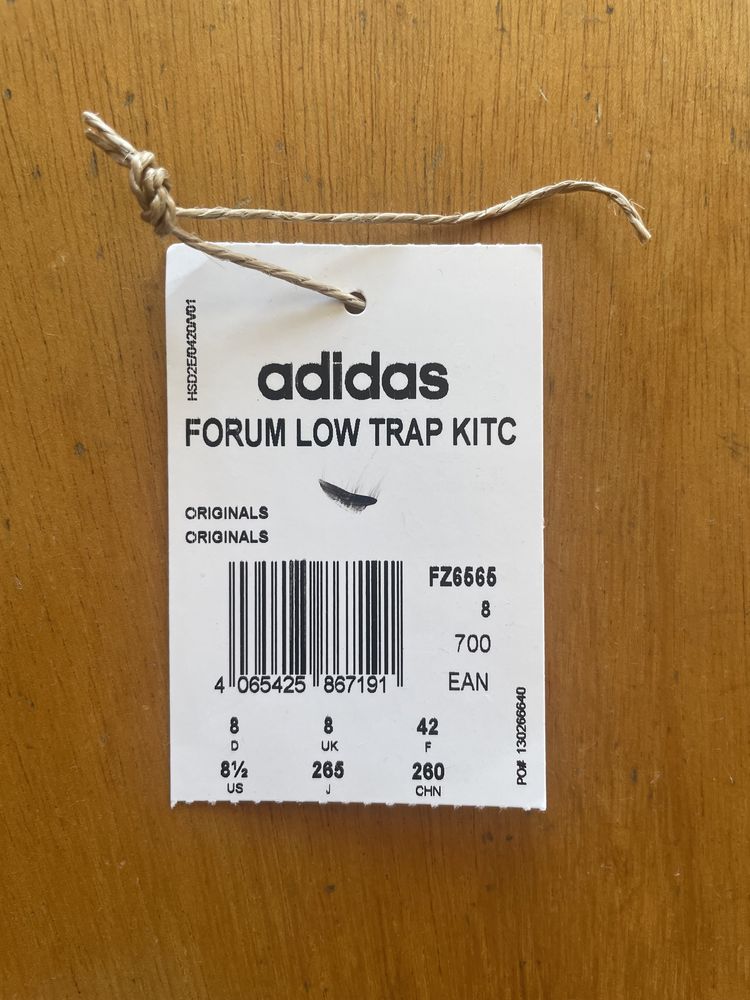 HSD2E/0420/V01
adidas
FORUM LOW TRAP KITC
ORIGINALS
ORIGINALS
FZ6565
8
700
EAN
4 065425 867191
8 8 42
D UK F
8½ 265 260
US J CHN
PO# 130266640